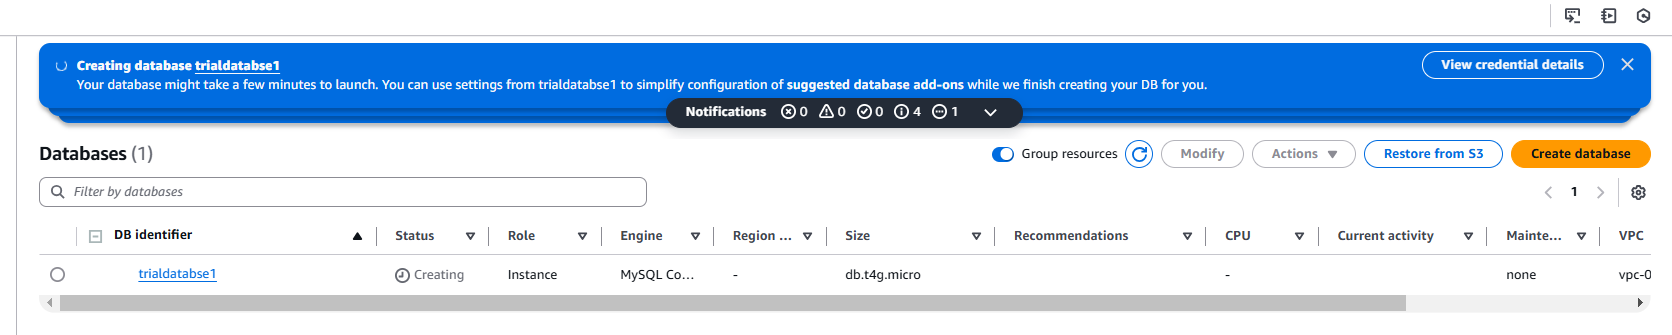 Creating database trialdatabse1
View credential details
Your database might take a few minutes to launch. You can use settings from trialdatabse1 to simplify configuration of suggested database add-ons while we finish creating your DB for you.
Notifications 0 0 0 4 1
Databases (1)
Group resources
Modify
Actions
Restore from S3
Create database
Filter by databases
1
DB identifier Status Role Engine Region ... Size Recommendations CPU Current activity Mainte... VPC
trialdatabse1 Creating Instance MySQL Co... - db.t4g.micro - none vpc-0